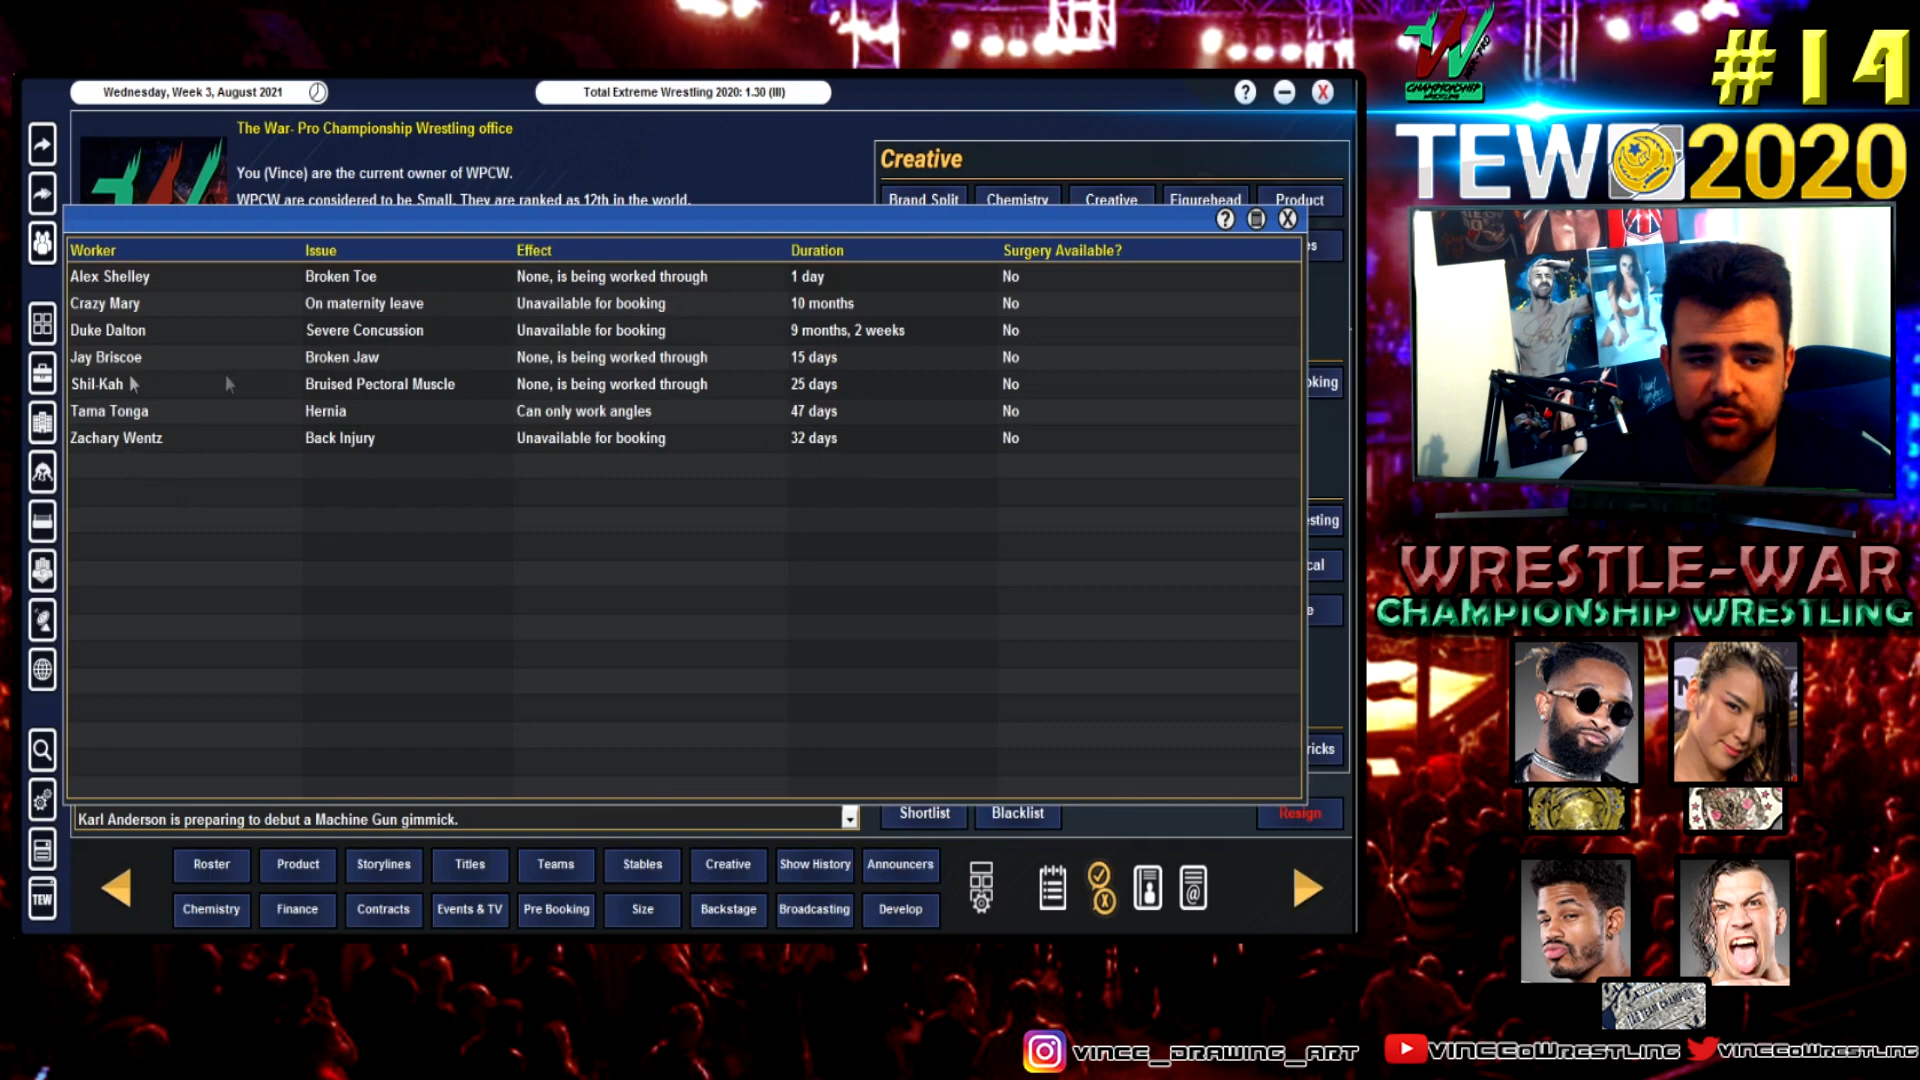 #14
TEW 2020
Wednesday, Week 3, August 2021
Total Extreme Wrestling 2020: 1.30 (III)
The War- Pro Championship Wrestling office
You (Vince) are the current owner of WPCW.
WPCW are considered to be Small. They are ranked as 12th in the world.
Creative
Brand Split Chemistry Creative Figurehead Product
Worker Issue Effect Duration Surgery Available?
Alex Shelley Broken Toe None, is being worked through 1 day No
Crazy Mary On maternity leave Unavailable for booking 10 months No
Duke Dalton Severe Concussion Unavailable for booking 9 months, 2 weeks No
Jay Briscoe Broken Jaw None, is being worked through 15 days No
Shil-Kah Bruised Pectoral Muscle None, is being worked through 25 days No
Tama Tonga Hernia Can only work angles 47 days No
Zachary Wentz Back Injury Unavailable for booking 32 days No
Karl Anderson is preparing to debut a Machine Gun gimmick.
Shortlist Blacklist Resign
Roster Product Storylines Titles Teams Stables Creative Show History Announcers
Chemistry Finance Contracts Events & TV Pre Booking Size Backstage Broadcasting Develop
TEW
WRESTLE-WAR
CHAMPIONSHIP WRESTLING
VINCE_DRAWING_ART
VINCEOWRESTLING
VINCEOWRESTLING